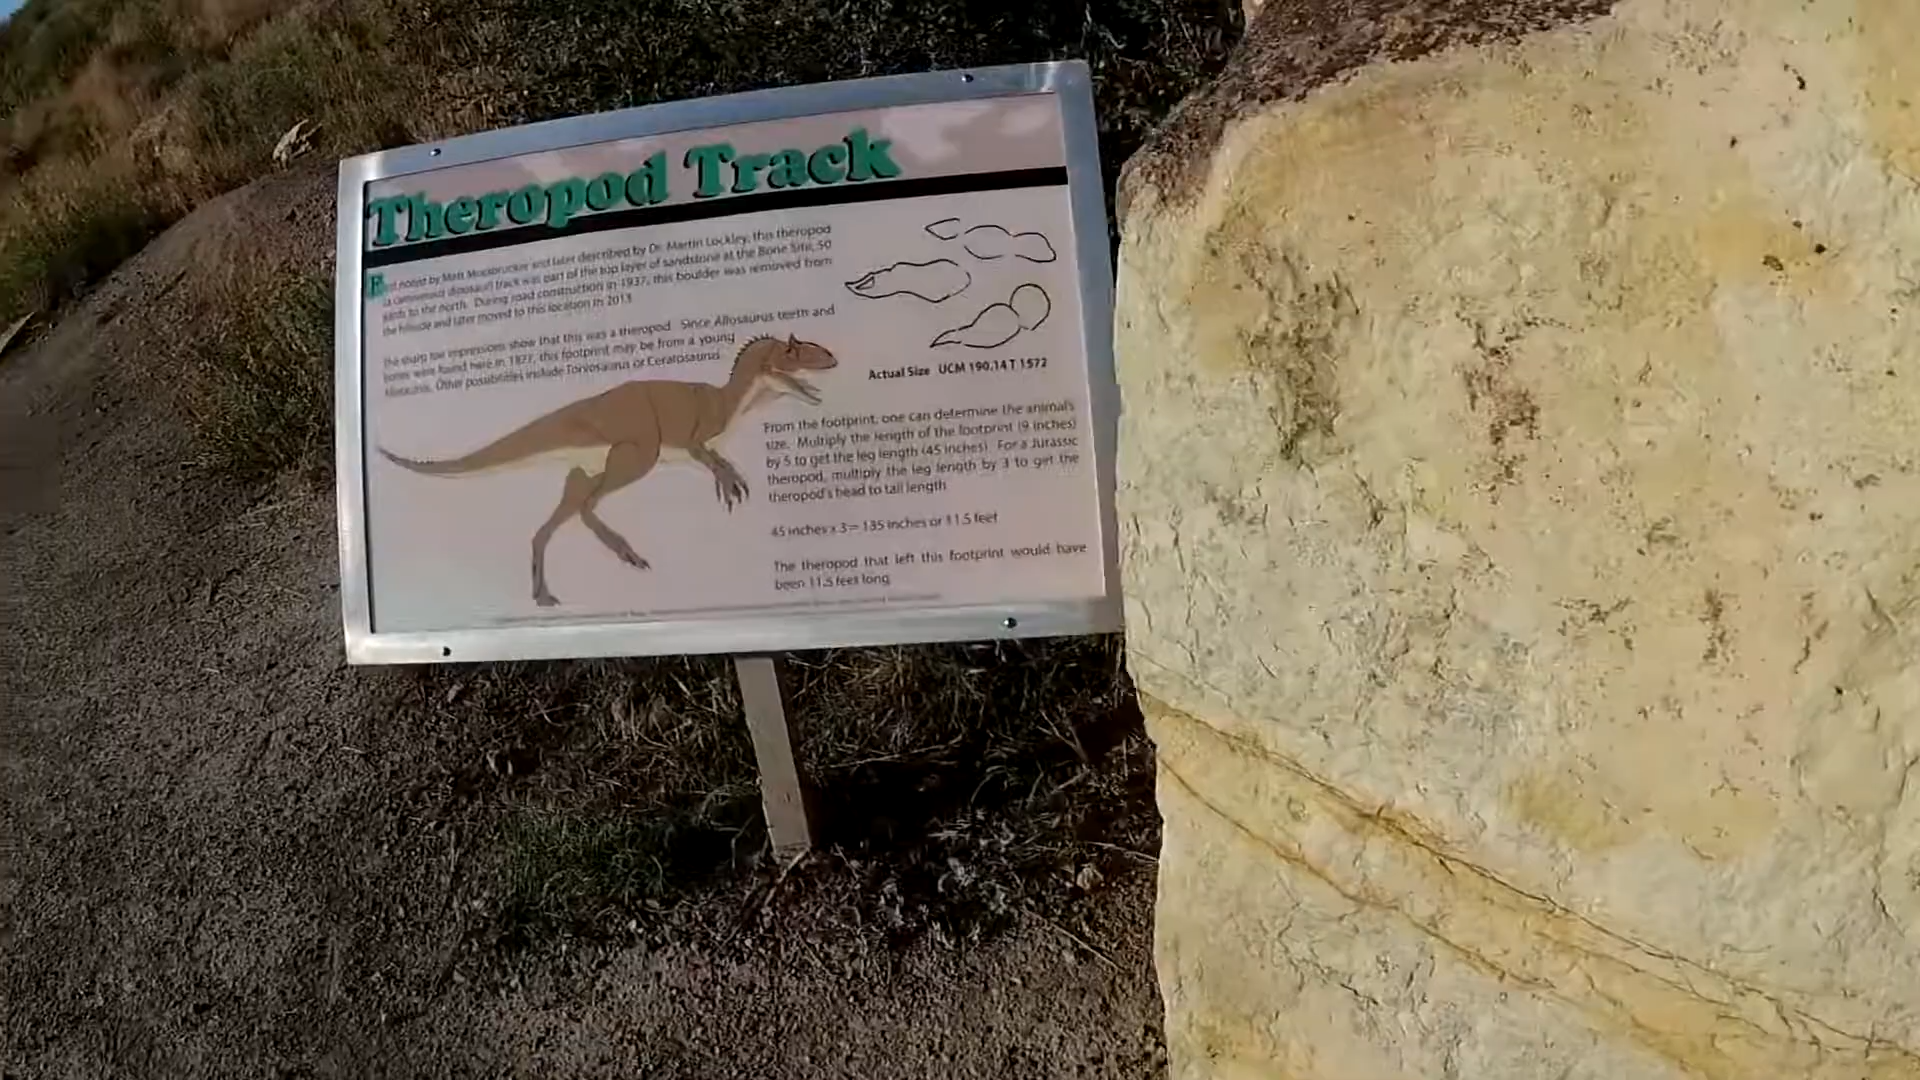 Theropod Track
First noted by Matt Mossbrucker and later described by Dr. Martin Lockley, this theropod
(a carnivorous dinosaur) track was part of the top layer of sandstone at the Bone Site, 50
yards to the north. During road construction in 1937, this boulder was removed from
the hillside and later moved to this location in 2013.
The sharp toe impressions show that this was a theropod. Since Allosaurus teeth and
bones were found here in 1877, this footprint may be from a young
Allosaurus. Other possibilities include Torvosaurus or Ceratosaurus.
Actual Size UCM 190.14 T 1572
From the footprint, one can determine the animal's
size. Multiply the length of the footprint (9 inches)
by 5 to get the leg length (45 inches). For a Jurassic
theropod, multiply the leg length by 3 to get the
theropod's head to tail length.
45 inches x 3 = 135 inches or 11.5 feet
The theropod that left this footprint would have
been 11.5 feet long.